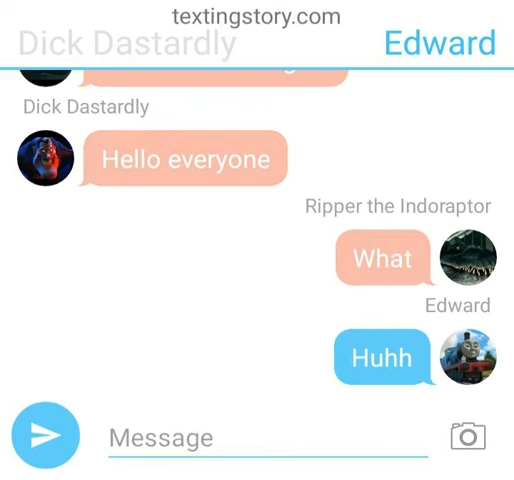 textingstory.com
Dick Dastardly Edward
Dick Dastardly
Hello everyone
Ripper the Indoraptor
What
Edward
Huhh
Message